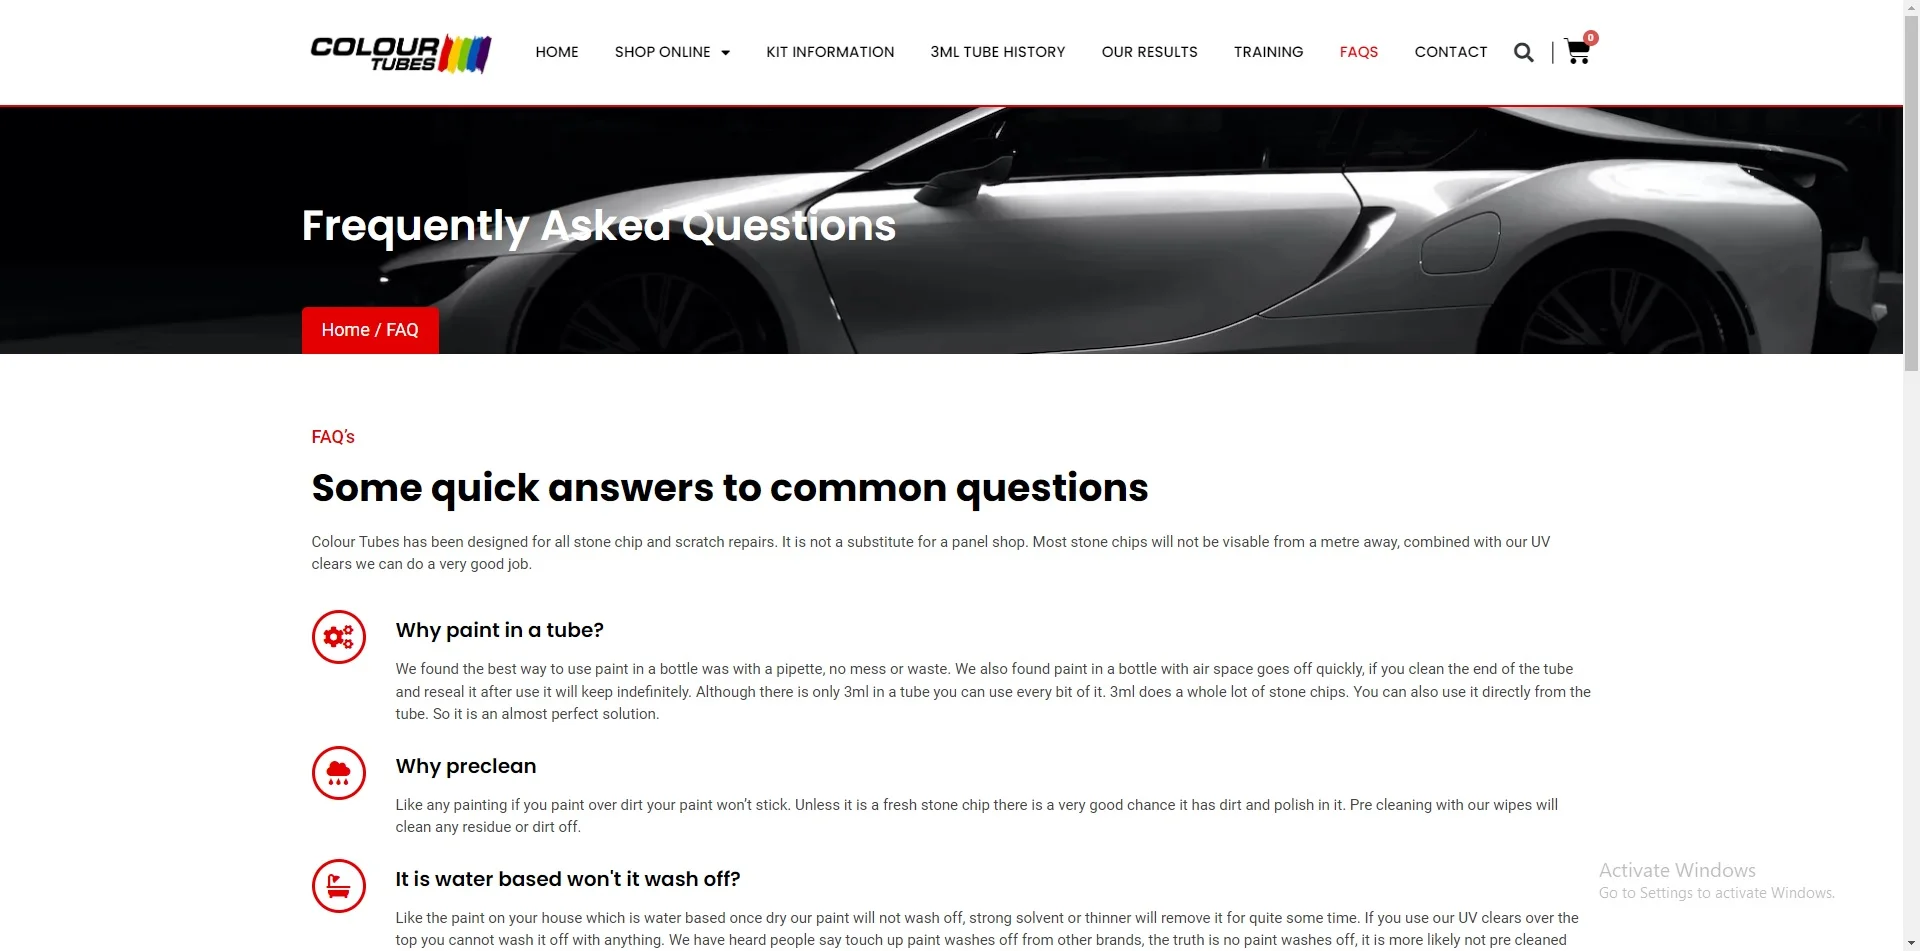 COLOUR
TUBES
HOME
SHOP ONLINE
KIT INFORMATION
3ML TUBE HISTORY
OUR RESULTS
TRAINING
FAQS
CONTACT
0
Frequently Asked Questions
Home / FAQ
FAQ's
Some quick answers to common questions
Colour Tubes has been designed for all stone chip and scratch repairs. It is not a substitute for a panel shop. Most stone chips will not be visable from a metre away, combined with our UV
clears we can do a very good job.
Why paint in a tube?
We found the best way to use paint in a bottle was with a pipette, no mess or waste. We also found paint in a bottle with air space goes off quickly, if you clean the end of the tube
and reseal it after use it will keep indefinitely. Although there is only 3ml in a tube you can use every bit of it. 3ml does a whole lot of stone chips. You can also use it directly from the
tube. So it is an almost perfect solution.
Why preclean
Like any painting if you paint over dirt your paint won't stick. Unless it is a fresh stone chip there is a very good chance it has dirt and polish in it. Pre cleaning with our wipes will
clean any residue or dirt off.
It is water based won't it wash off?
Like the paint on your house which is water based once dry our paint will not wash off, strong solvent or thinner will remove it for quite some time. If you use our UV clears over the
top you cannot wash it off with anything. We have heard people say touch up paint washes off from other brands, the truth is no paint washes off, it is more likely not pre cleaned
Activate Windows
Go to Settings to activate Windows.